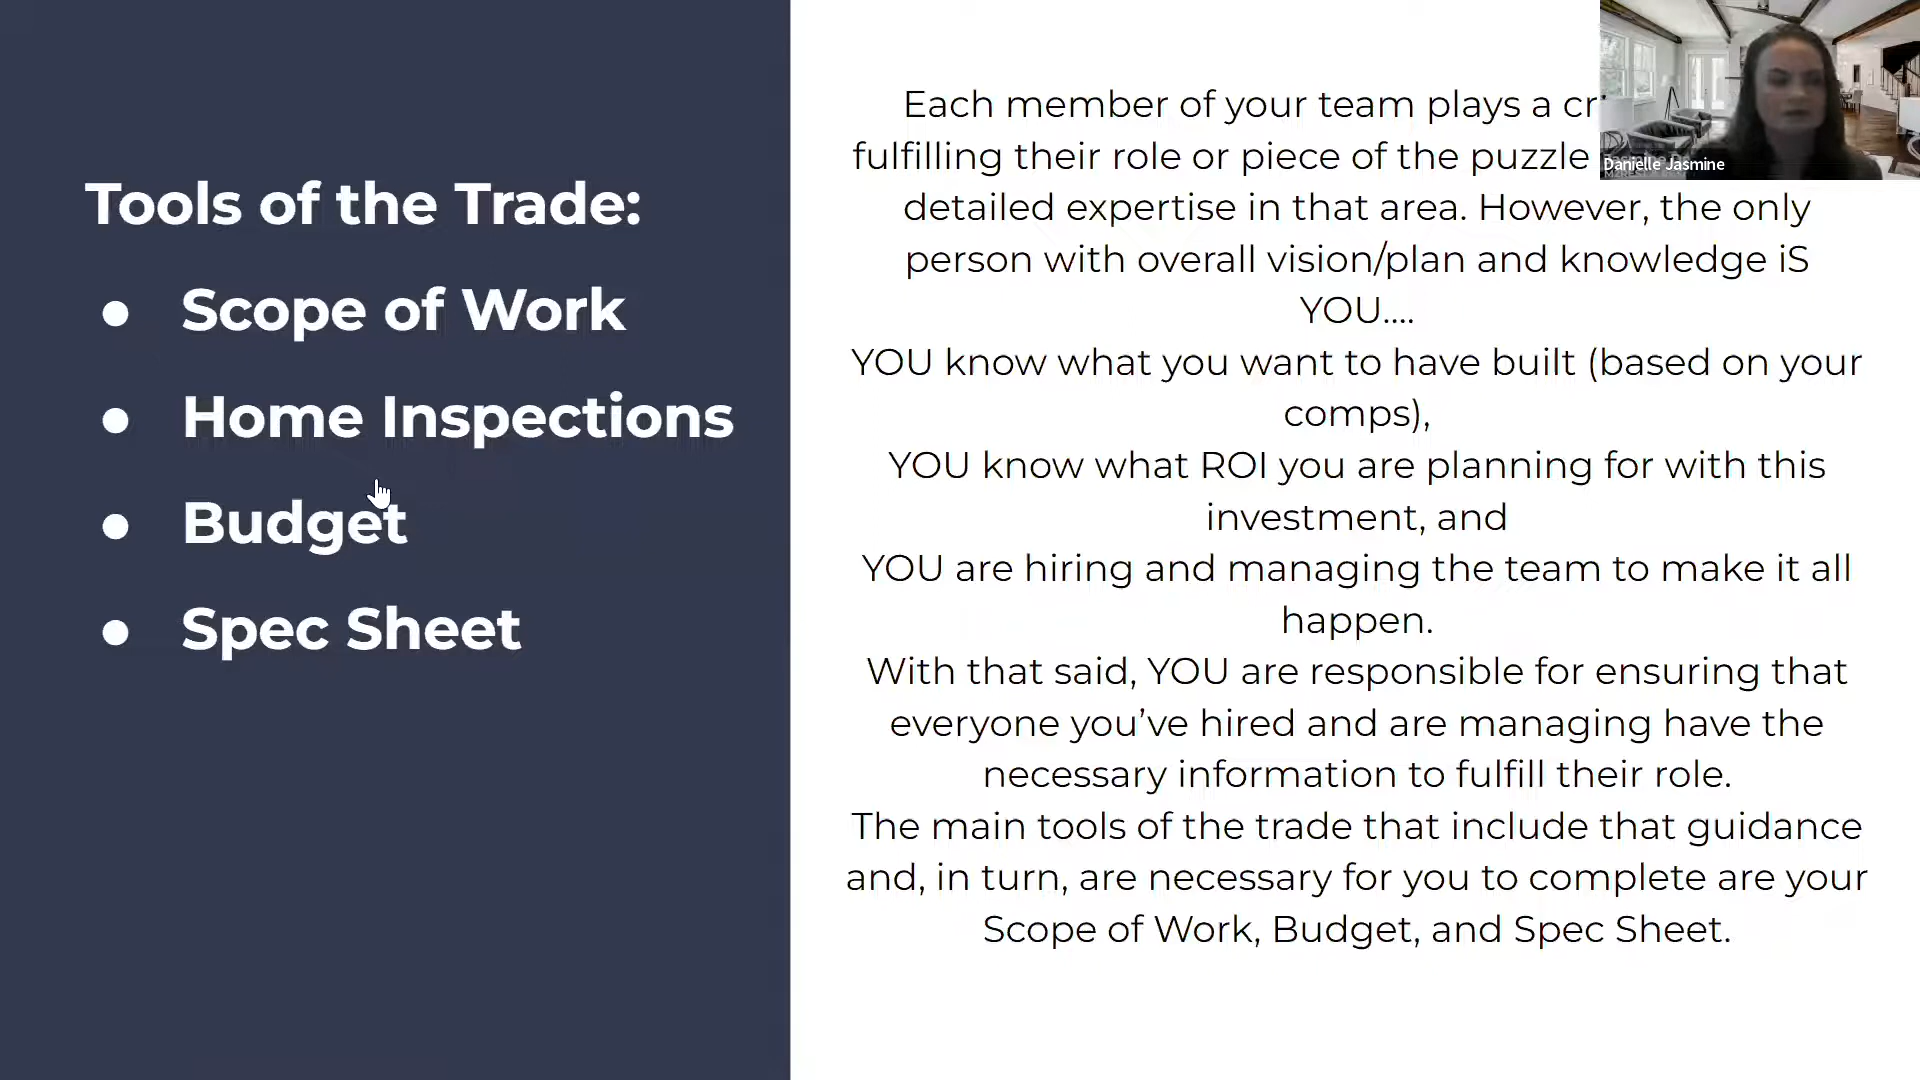 Tools of the Trade:
● Scope of Work
● Home Inspections
● Budget
● Spec Sheet
Each member of your team plays a
fulfilling their role or piece of the puzzle
detailed expertise in that area. However, the only
person with overall vision/plan and knowledge iS
YOU....
YOU know what you want to have built (based on your
comps),
YOU know what ROI you are planning for with this
investment, and
YOU are hiring and managing the team to make it all
happen.
With that said, YOU are responsible for ensuring that
everyone you’ve hired and are managing have the
necessary information to fulfill their role.
The main tools of the trade that include that guidance
and, in turn, are necessary for you to complete are your
Scope of Work, Budget, and Spec Sheet.
Danielle Jasmine